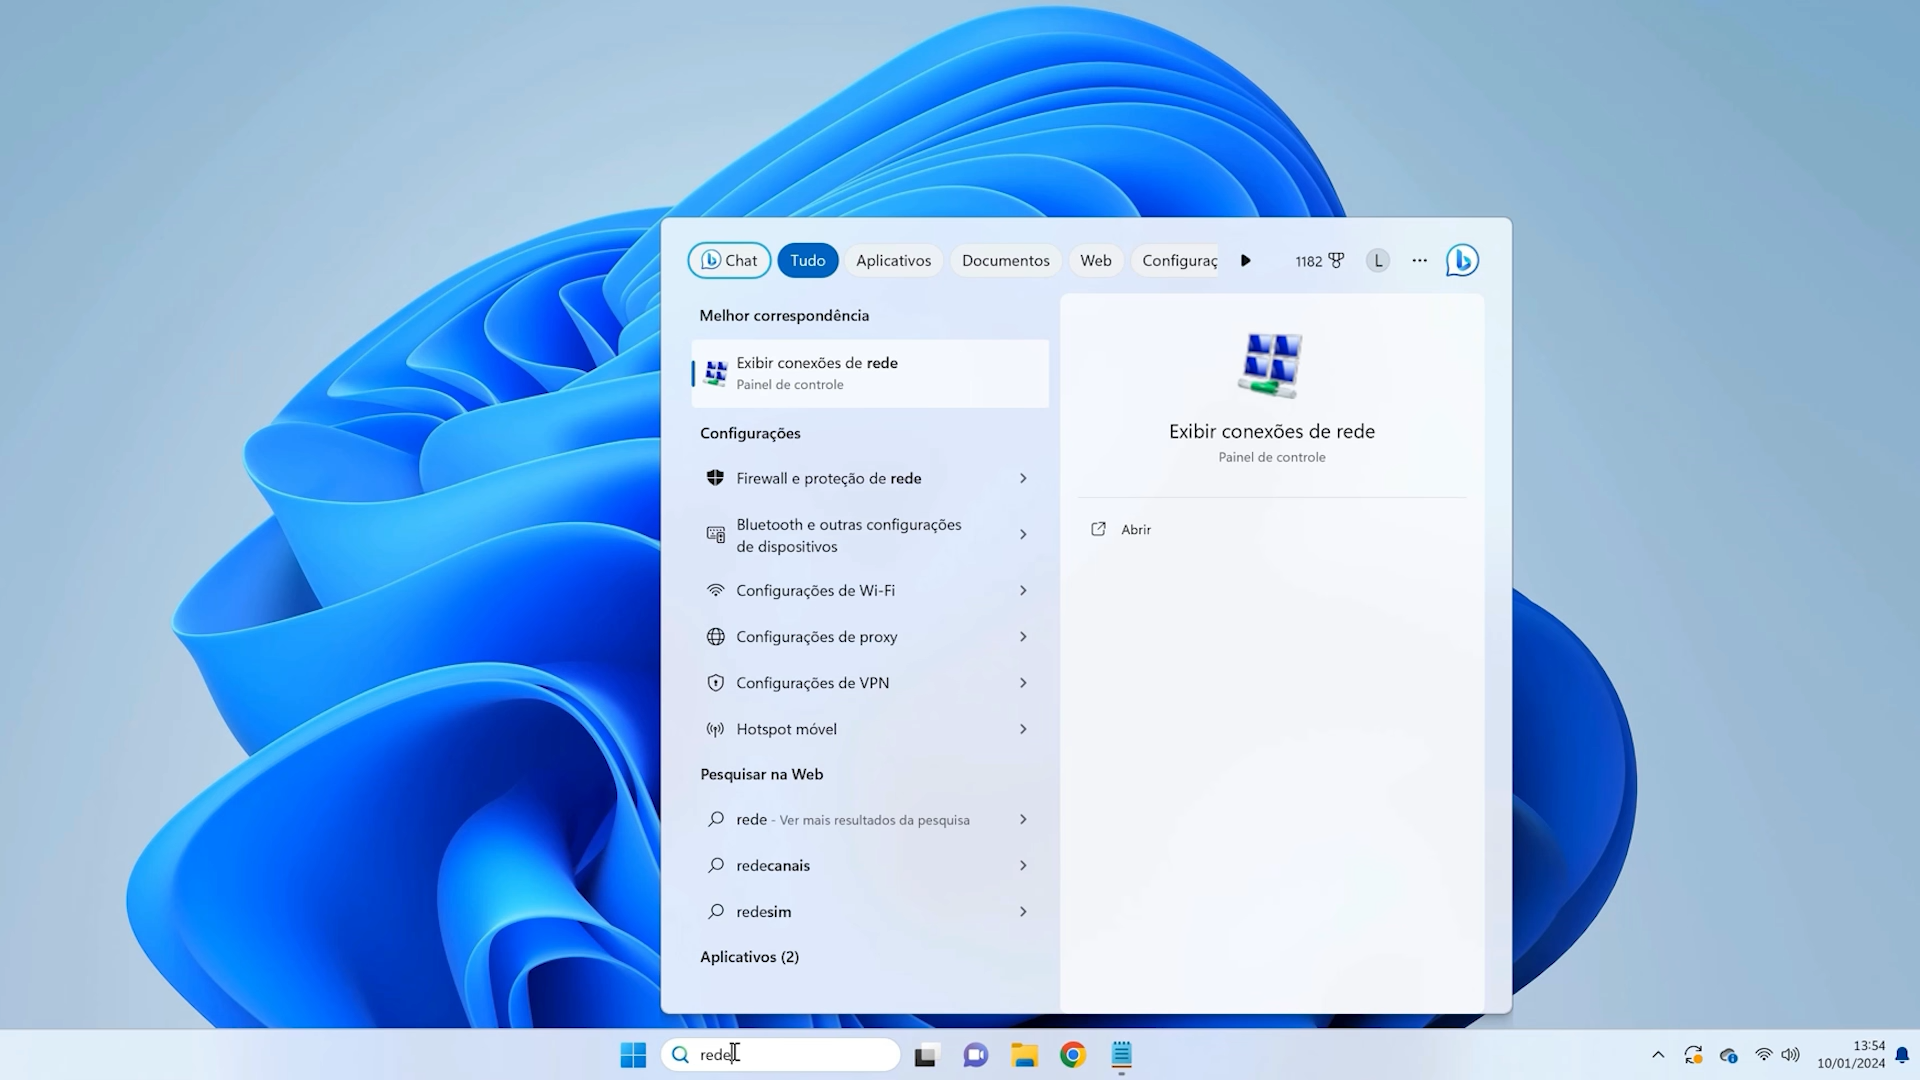 Chat Tudo Aplicativos Documentos Web Configuraç 1182 L
Melhor correspondência
Exibir conexões de rede
Painel de controle
Configurações
Firewall e proteção de rede
Bluetooth e outras configurações
de dispositivos
Configurações de Wi-Fi
Configurações de proxy
Configurações de VPN
Hotspot móvel
Pesquisar na Web
rede - Ver mais resultados da pesquisa
redecanais
redesim
Aplicativos (2)
Exibir conexões de rede
Painel de controle
Abrir
rede
13:54
10/01/2024